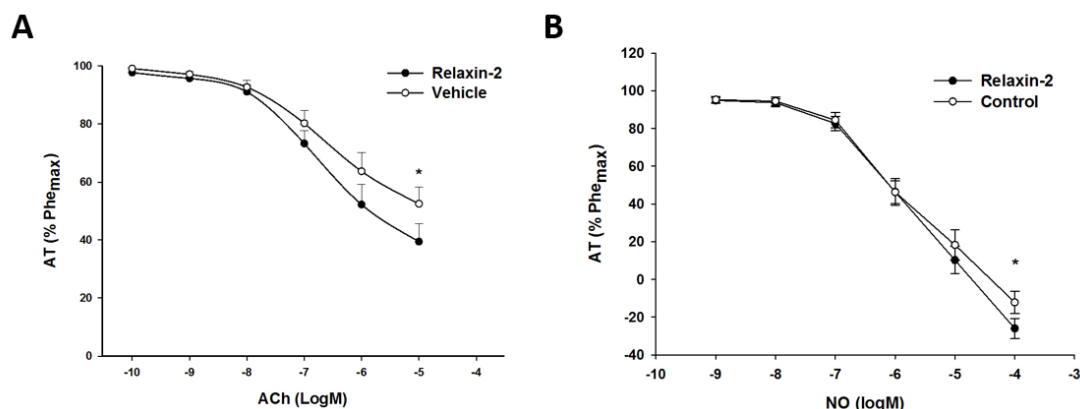 A
Relaxin-2
Vehicle
AT (% Phemax)
100
80
60
40
20
0
*
-10 -9 -8 -7 -6 -5 -4
ACh (LogM)
B
Relaxin-2
Control
AT (% Phemax)
120
100
80
60
40
20
0
-20
-40
*
-10 -9 -8 -7 -6 -5 -4 -3
NO (logM)